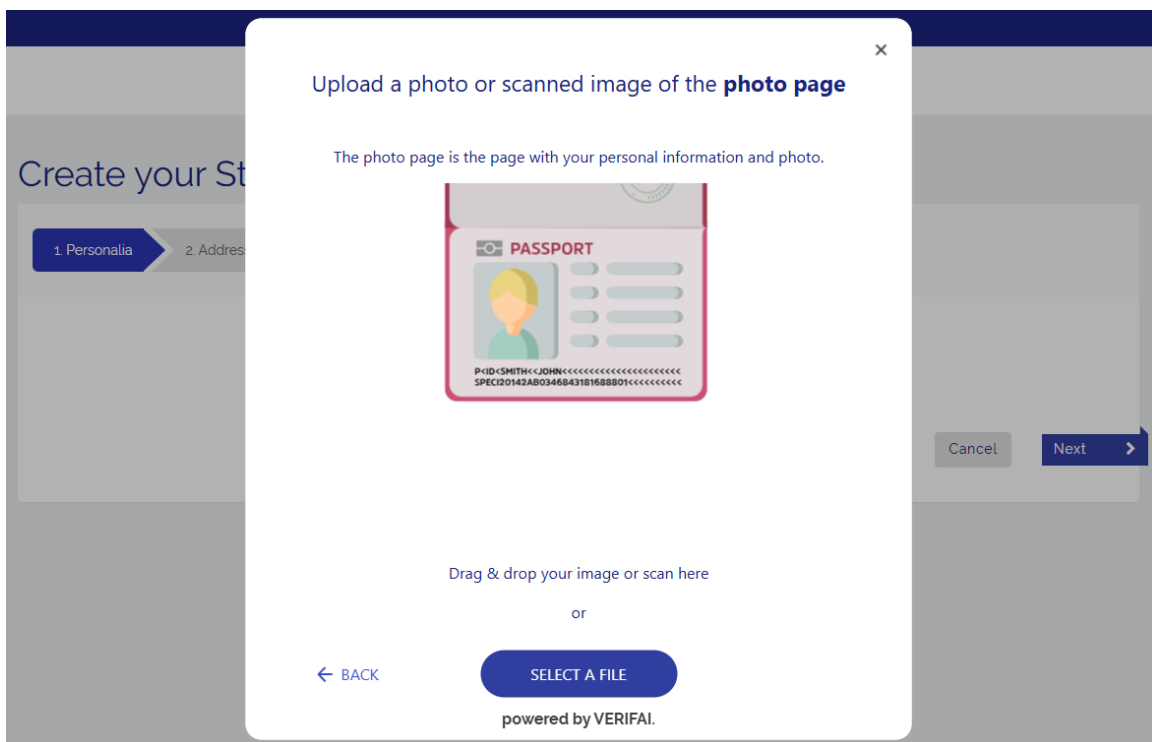 Upload a photo or scanned image of the photo page
The photo page is the page with your personal information and photo.
Create your St
1. Personalia
2. Addres
PASSPORT
P<ID<SMITH<<JOHN<<<<<<<<<<<<<<<<<<<<<<<
SPECI20142AB0346843181688801<<<<<<<<<<
Cancel
Next
Drag & drop your image or scan here
or
BACK
SELECT A FILE
powered by VERIFAI.